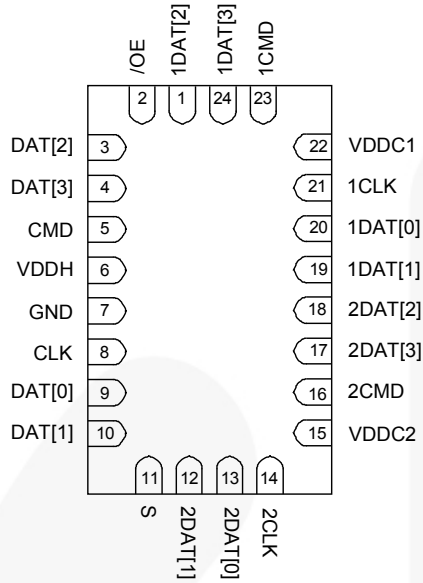 /OE
1DAT[2]
1DAT[3]
1CMD
2
1
24
23
DAT[2] 3
22 VDDC1
DAT[3] 4
21 1CLK
CMD 5
20 1DAT[0]
VDDH 6
19 1DAT[1]
GND 7
18 2DAT[2]
CLK 8
17 2DAT[3]
DAT[0] 9
16 2CMD
DAT[1] 10
15 VDDC2
11
12
13
14
S
2DAT[1]
2DAT[0]
2CLK